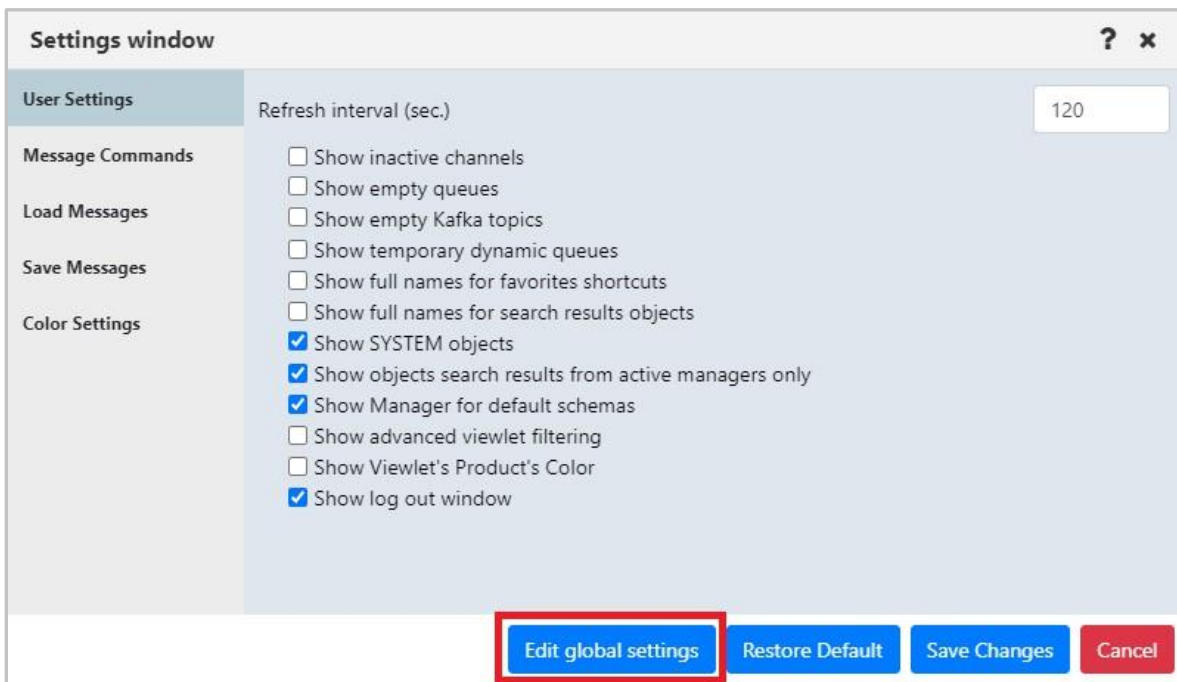 Settings window ? ×
User Settings
Message Commands
Load Messages
Save Messages
Color Settings
Refresh interval (sec.) 120
Show inactive channels
Show empty queues
Show empty Kafka topics
Show temporary dynamic queues
Show full names for favorites shortcuts
Show full names for search results objects
Show SYSTEM objects
Show objects search results from active managers only
Show Manager for default schemas
Show advanced viewlet filtering
Show Viewlet's Product's Color
Show log out window
Edit global settings Restore Default Save Changes Cancel